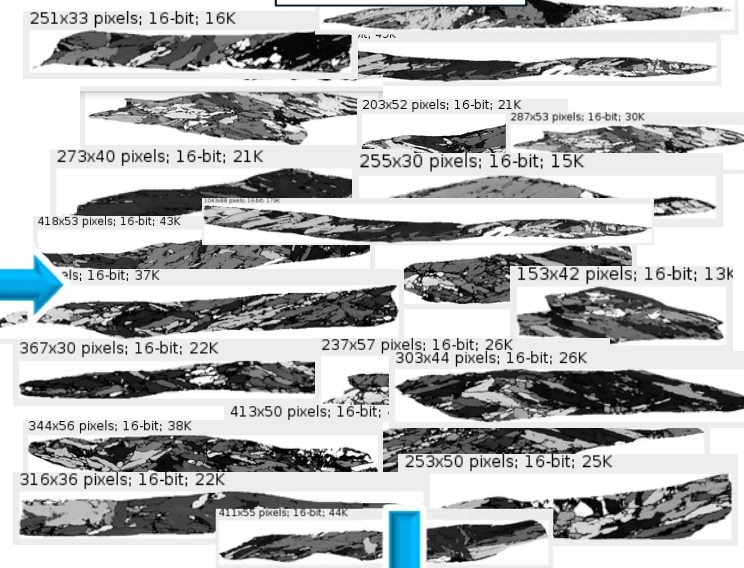 251x33 pixels; 16-bit; 16K
203x52 pixels; 16-bit; 21K
287x53 pixels; 16-bit; 30K
273x40 pixels; 16-bit; 21K
255x30 pixels; 16-bit; 15K
418x53 pixels; 16-bit; 43K
els; 16-bit; 37K
153x42 pixels; 16-bit; 13K
367x30 pixels; 16-bit; 22K
237x57 pixels; 16-bit; 26K
303x44 pixels; 16-bit; 26K
413x50 pixels; 16-bit;
344x56 pixels; 16-bit; 38K
253x50 pixels; 16-bit; 25K
316x36 pixels; 16-bit; 22K
411x55 pixels; 16-bit; 44K